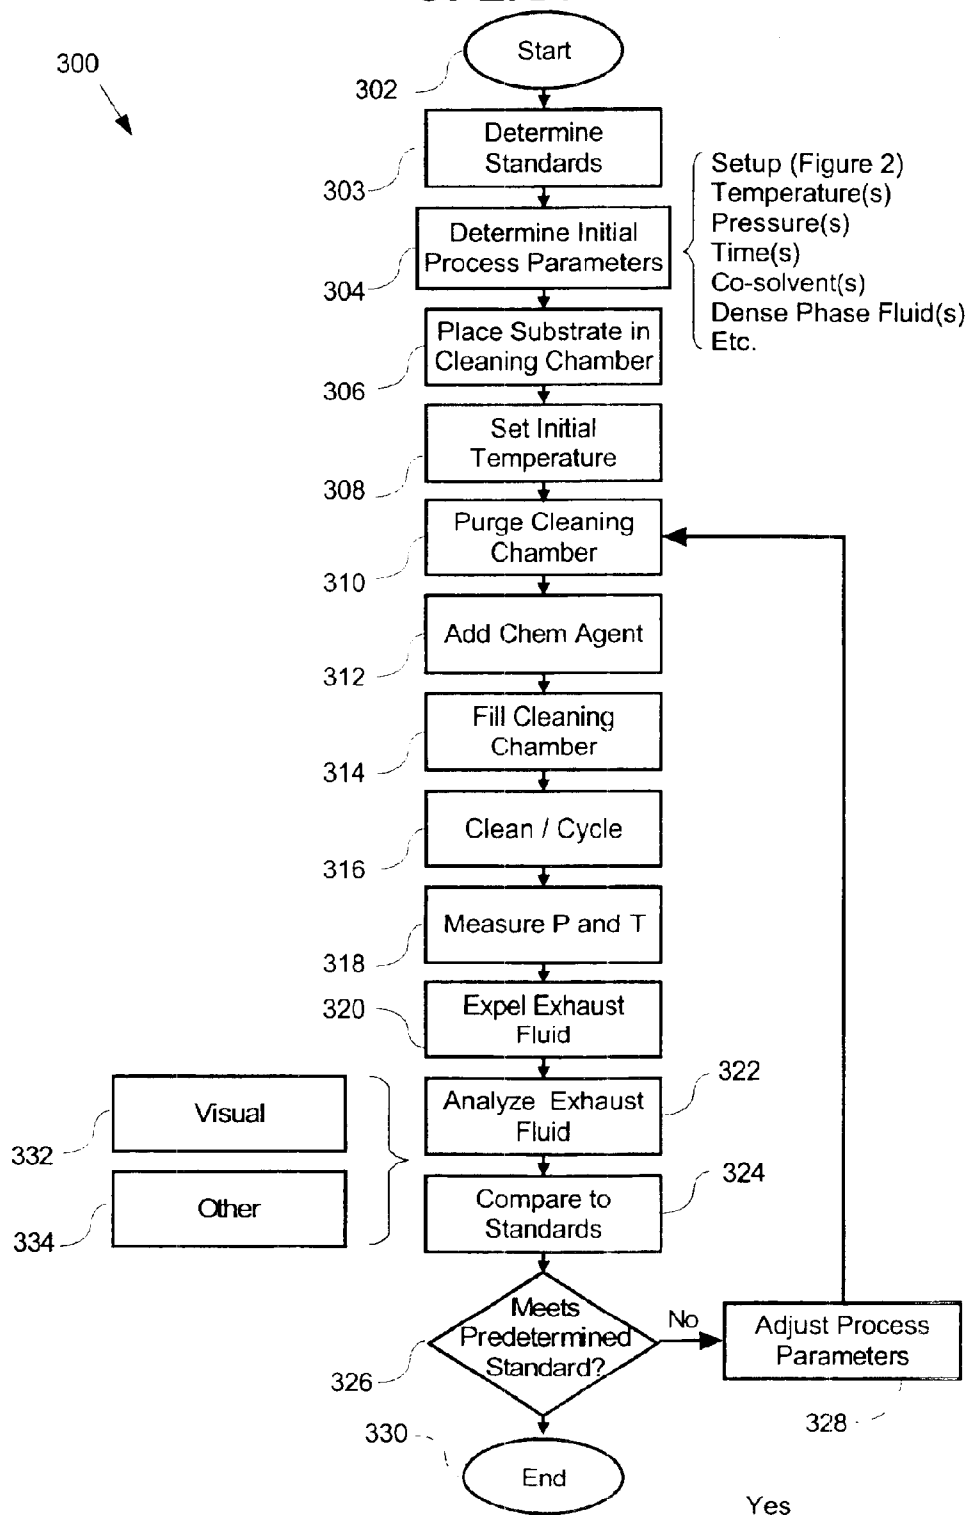 Start
300
302
Determine
Standards
303
Setup (Figure 2)
Temperature(s)
Pressure(s)
Time(s)
Co-solvent(s)
Dense Phase Fluid(s)
Etc.
Determine Initial
Process Parameters
304
Place Substrate in
Cleaning Chamber
306
Set Initial
Temperature
308
Purge Cleaning
Chamber
310
Add Chem Agent
312
Fill Cleaning
Chamber
314
Clean / Cycle
316
Measure P and T
318
Expel Exhaust
Fluid
320
Analyze Exhaust
Fluid
322
Visual
332
Other
334
Compare to
Standards
324
Meets
Predetermined
Standard?
326
No
Adjust Process
Parameters
328
330
End
Yes